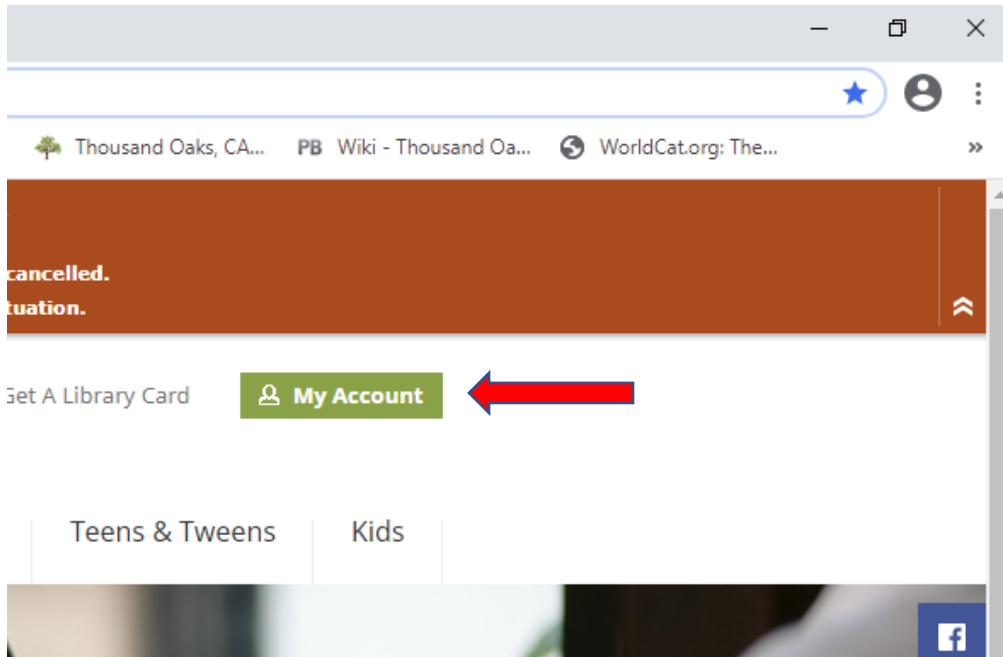 Thousand Oaks, CA... PB Wiki - Thousand Oa... WorldCat.org: The... »
cancelled.
tuation.
Get A Library Card My Account
Teens & Tweens Kids
f